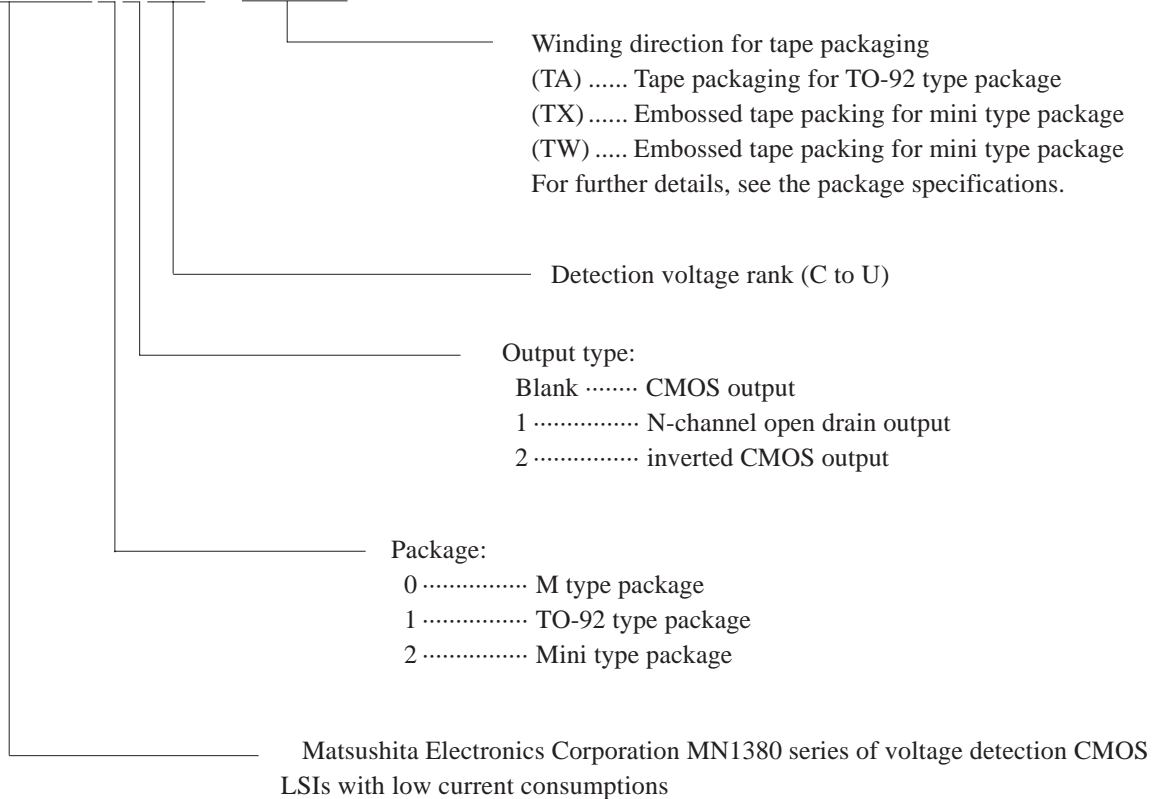 Winding direction for tape packaging
(TA) ...... Tape packaging for TO-92 type package
(TX) ...... Embossed tape packing for mini type package
(TW) ..... Embossed tape packing for mini type package
For further details, see the package specifications.
Detection voltage rank (C to U)
Output type:
Blank ········ CMOS output
1 ················ N-channel open drain output
2 ················ inverted CMOS output
Package:
0 ················ M type package
1 ················ TO-92 type package
2 ················ Mini type package
Matsushita Electronics Corporation MN1380 series of voltage detection CMOS
LSIs with low current consumptions